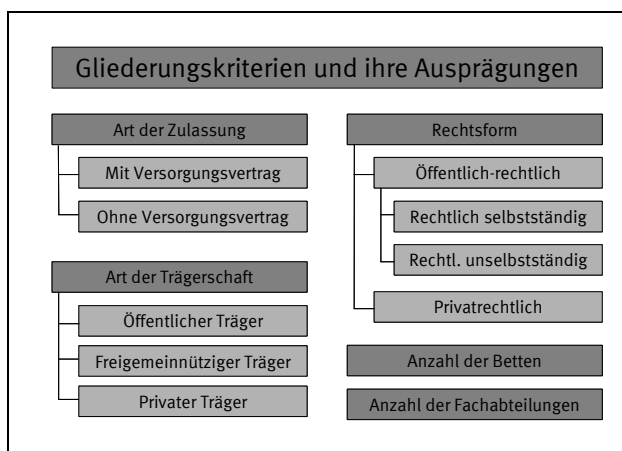 Gliederungskriterien und ihre Ausprägungen
Art der Zulassung
Mit Versorgungsvertrag
Ohne Versorgungsvertrag
Art der Trägerschaft
Öffentlicher Träger
Freigemeinnütziger Träger
Privater Träger
Rechtsform
Öffentlich-rechtlich
Rechtlich selbstständig
Rechtl. unselbstständig
Privatrechtlich
Anzahl der Betten
Anzahl der Fachabteilungen